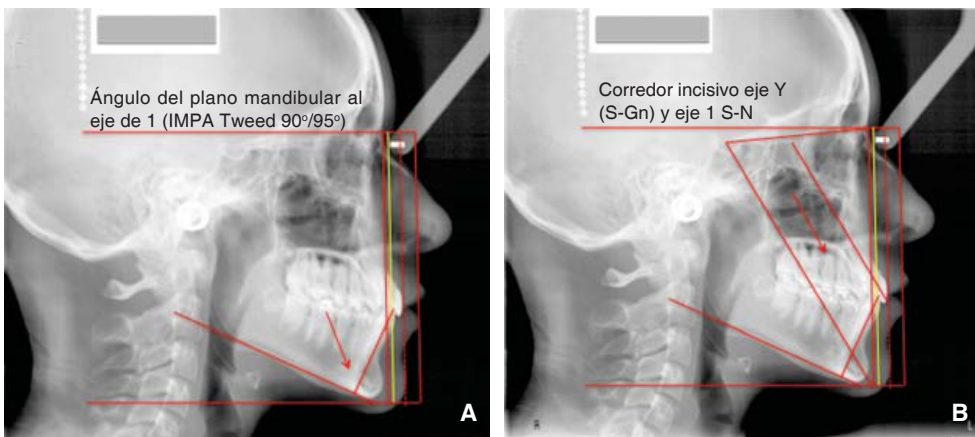 Ángulo del plano mandibular al
eje de 1 (IMPA Tweed 90º/95º)
A
Corredor incisivo eje Y
(S-Gn) y eje 1 S-N
B